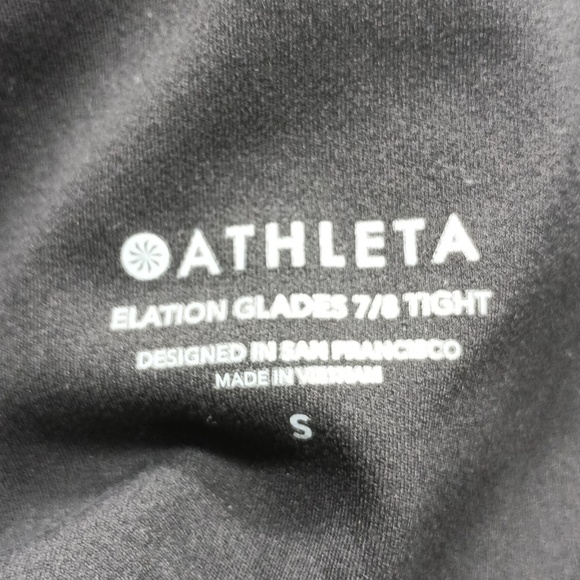 ATHLETA
ELATION GLADES 7/8 TIGHT
DESIGNED IN SAN FRANCISCO
MADE IN VIETNAM
S